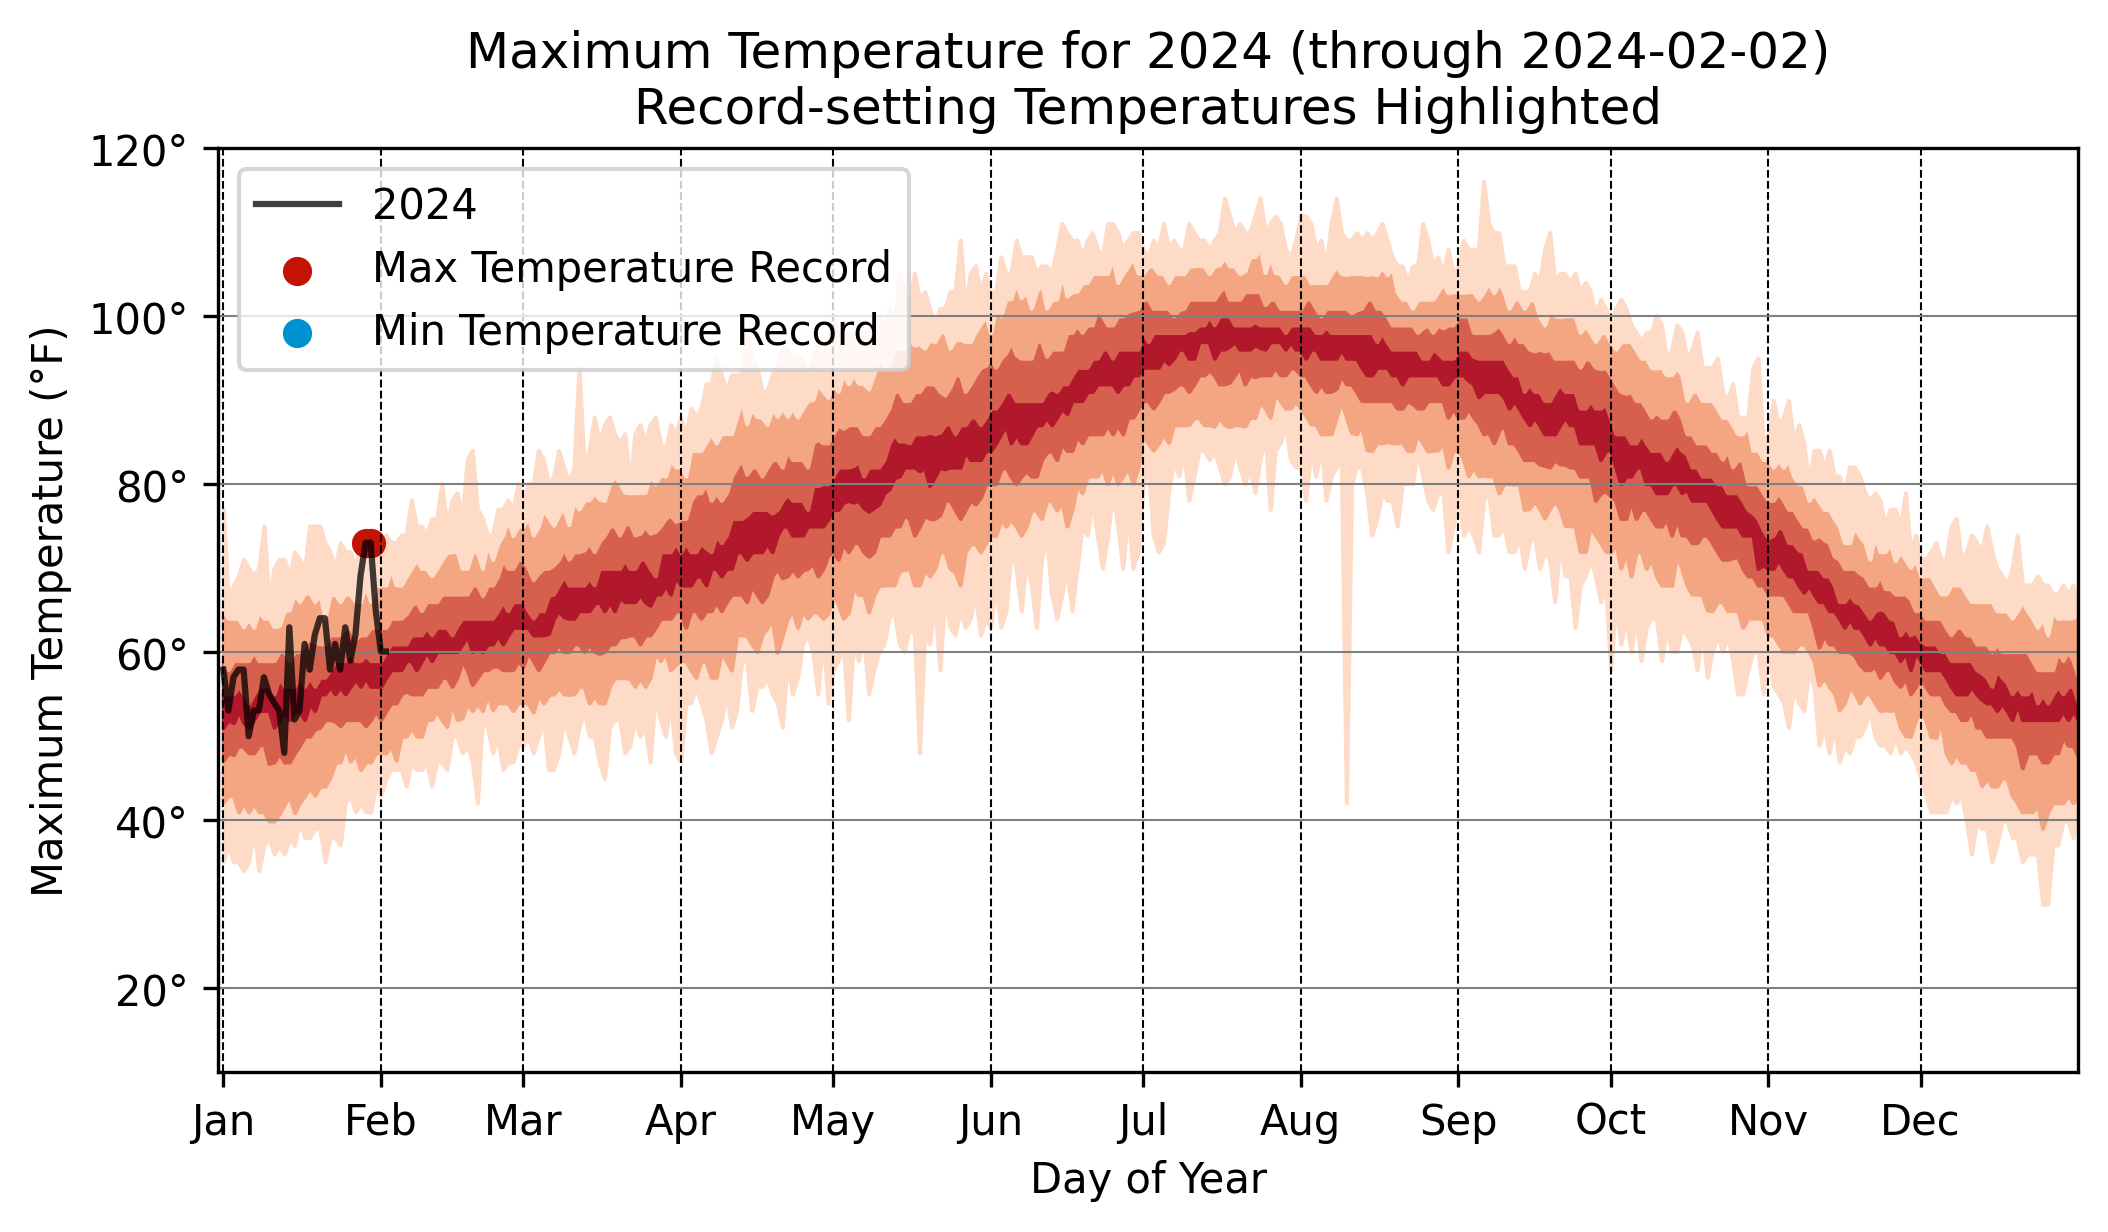 Maximum Temperature for 2024 (through 2024-02-02)
Record-setting Temperatures Highlighted
120°
100°
80°
60°
40°
20°
Maximum Temperature (°F)
2024
Max Temperature Record
Min Temperature Record
Jan Feb Mar Apr May Jun Jul Aug Sep Oct Nov Dec
Day of Year